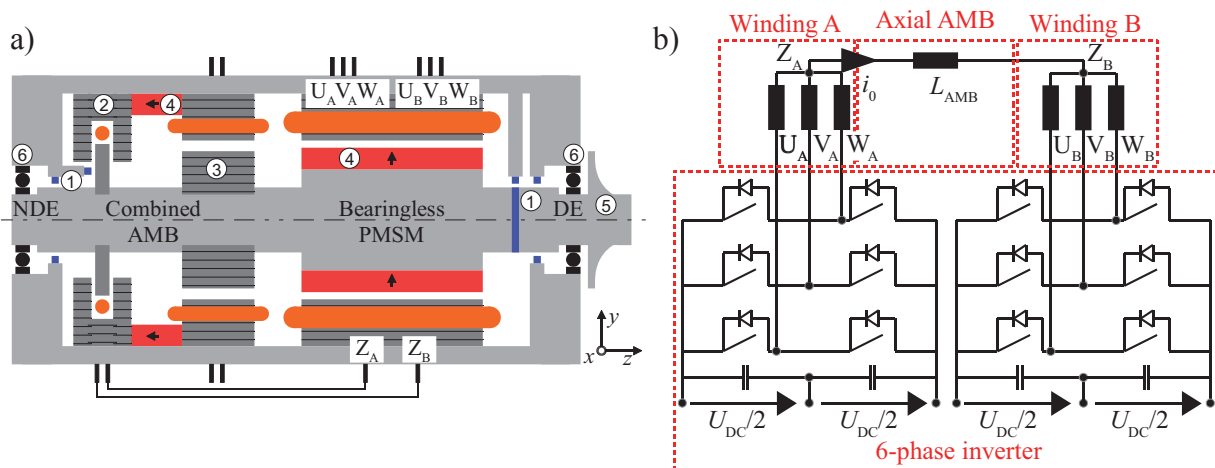 a)
U_A V_A W_A U_B V_B W_B
2
4
6
1
3
4
6
NDE
Combined
AMB
Bearingless
PMSM
1
DE
5
Z_A Z_B
y
x
z
b)
Winding A Axial AMB Winding B
Z_A
i_0
L_AMB
Z_B
U_A V_A W_A
U_B V_B W_B
U_DC/2 U_DC/2 U_DC/2 U_DC/2
6-phase inverter